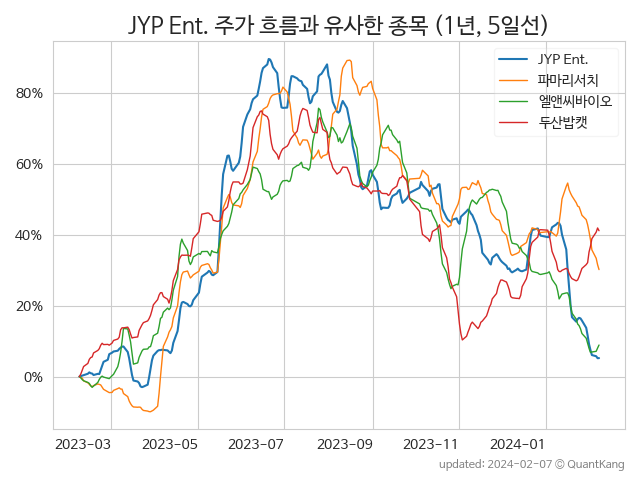 JYP Ent. 주가 흐름과 유사한 종목 (1년, 5일선)
JYP Ent.
파마리서치
엘앤씨바이오
두산밥캣
80%
60%
40%
20%
0%
2023-03 2023-05 2023-07 2023-09 2023-11 2024-01
updated: 2024-02-07 © QuantKang